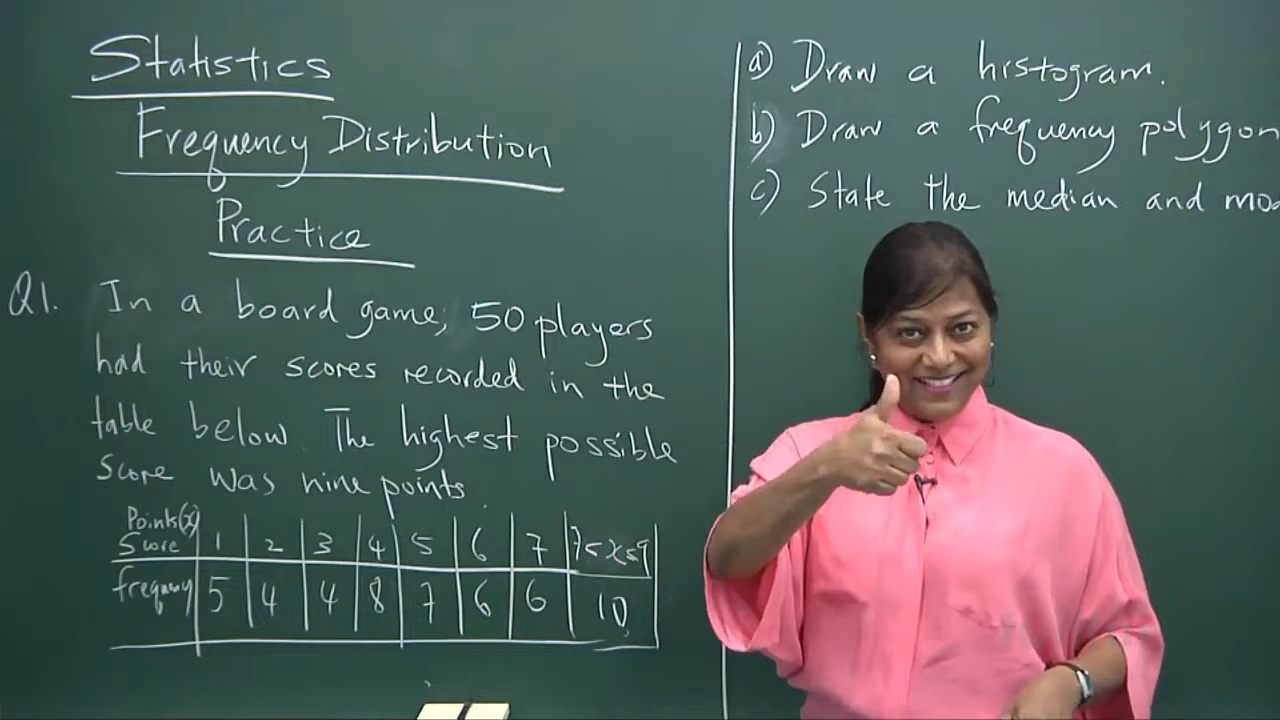 Statistics
Frequency Distribution
Practice
Q1. In a board game, 50 players
had their scores recorded in the
table below. The highest possible
score was nine points.
Points(x)
Score 1 2 3 4 5 6 7 7≤x≤9
frequency 5 4 4 8 7 6 6 10
a) Draw a histogram.
b) Draw a frequency polygon
c) State the median and mod